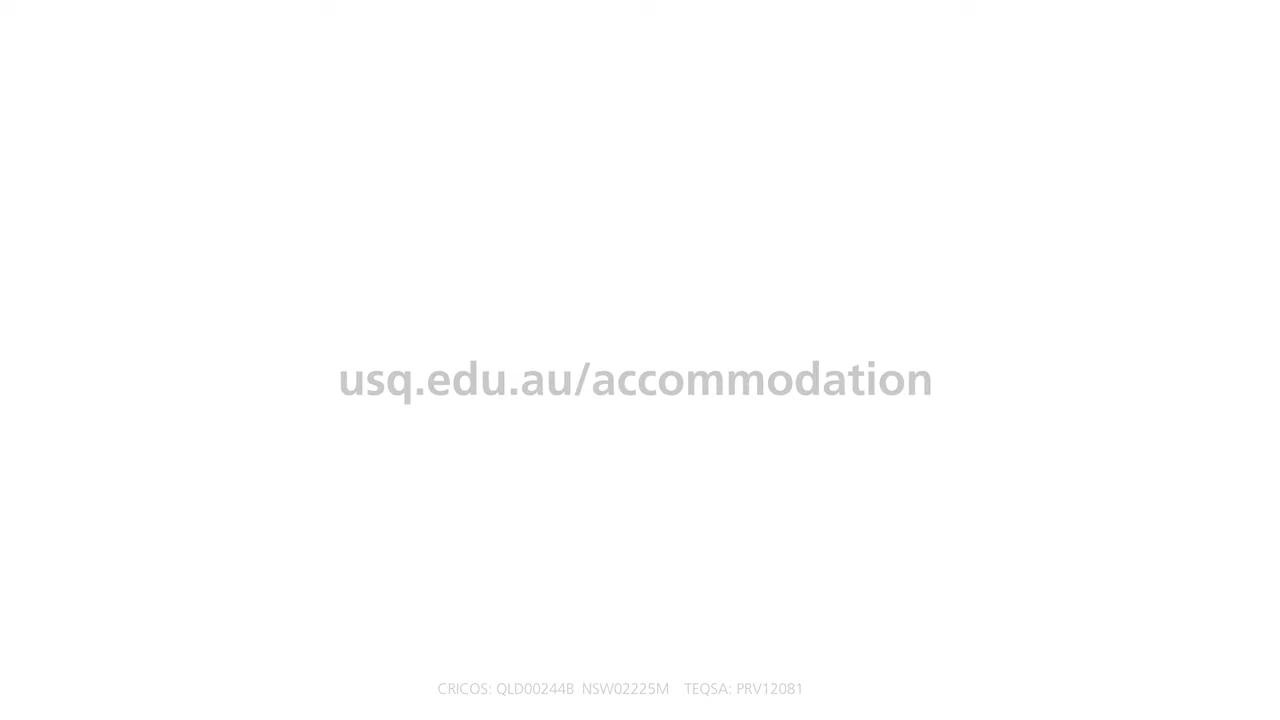 usq.edu.au/accommodation
CRICOS: QLD00244B NSW02225M TEQSA: PRV12081